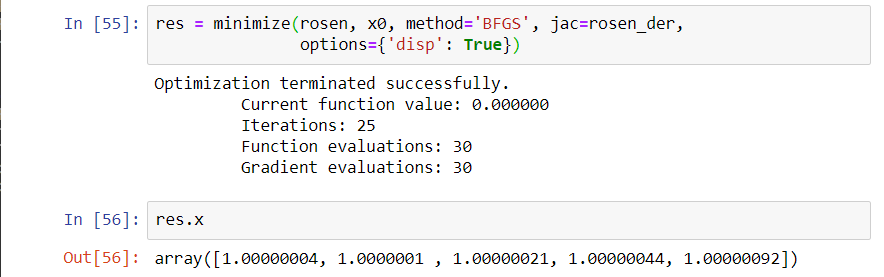 In [55]: res = minimize(rosen, x0, method='BFGS', jac=rosen_der,
               options={'disp': True})
Optimization terminated successfully.
         Current function value: 0.000000
         Iterations: 25
         Function evaluations: 30
         Gradient evaluations: 30
In [56]: res.x
Out[56]: array([1.00000004, 1.0000001 , 1.00000021, 1.00000044, 1.00000092])